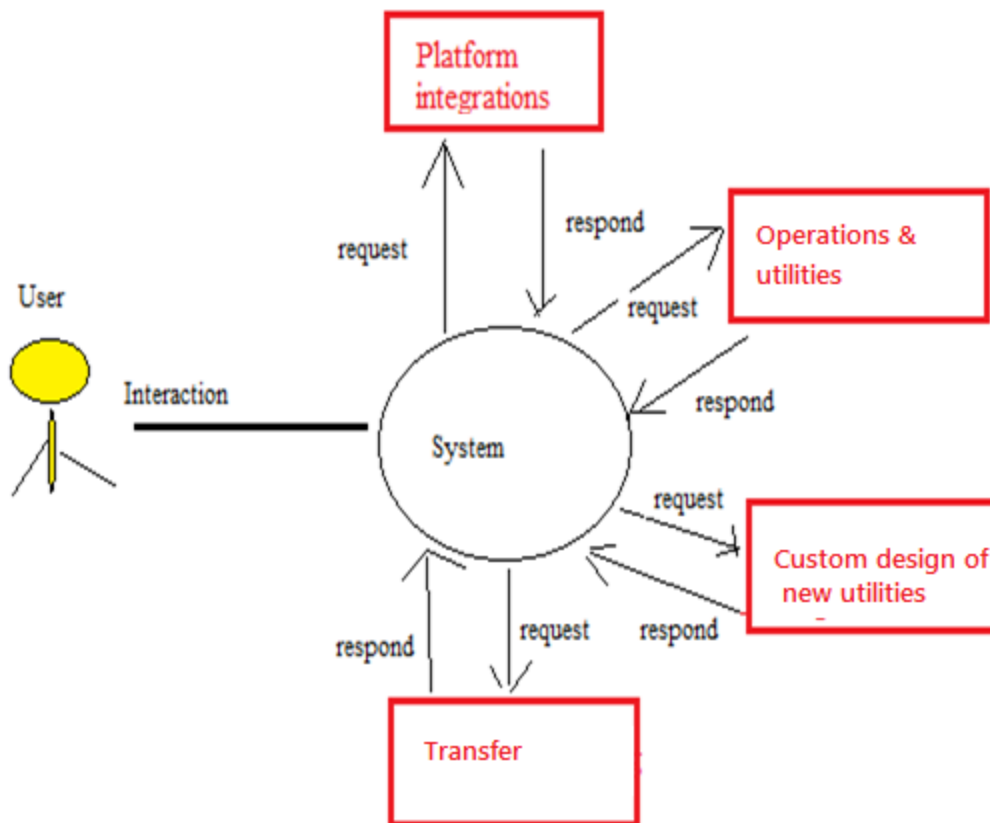 Platform
integrations
respond
request
Operations &
utilities
request
User
Interaction
respond
System
request
Custom design of
new utilities
request
respond
respond
Transfer